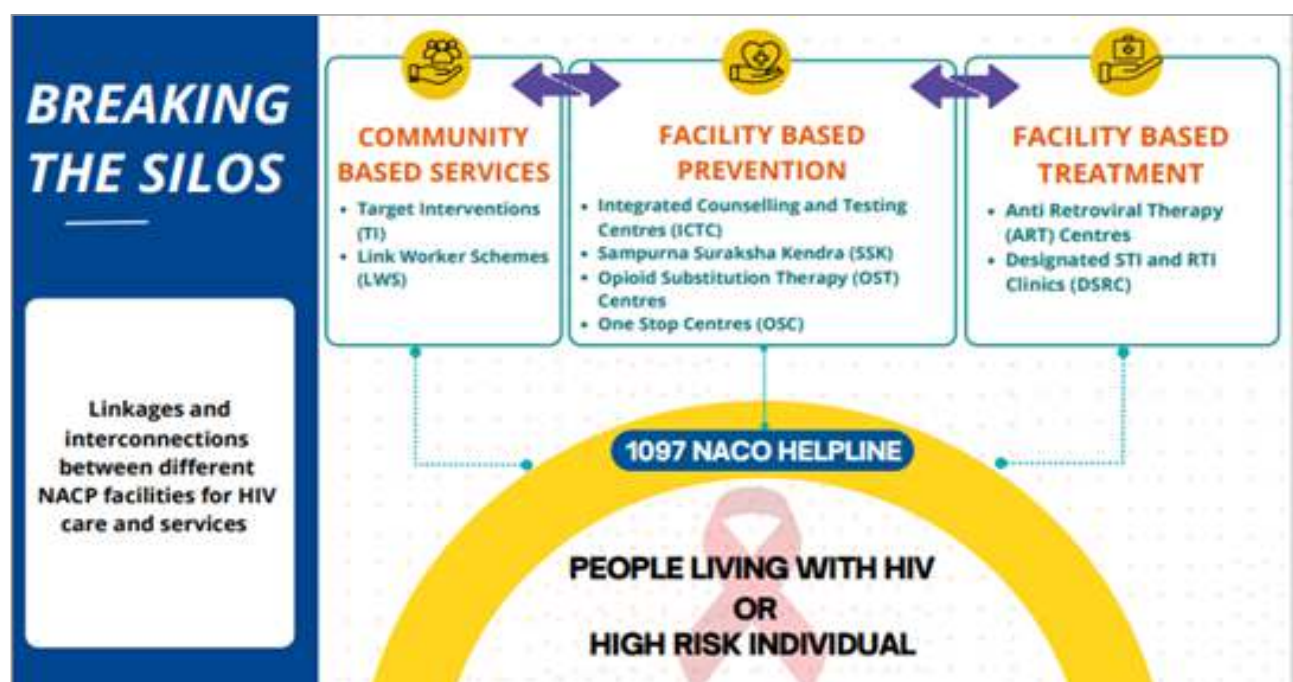 BREAKING
THE SILOS
Linkages and
interconnections
between different
NACP facilities for HIV
care and services
COMMUNITY
BASED SERVICES
• Target Interventions
(TI)
• Link Worker Schemes
(LWS)
FACILITY BASED
PREVENTION
• Integrated Counselling and Testing
Centres (ICTC)
• Sampurna Suraksha Kendra (SSK)
• Opioid Substitution Therapy (OST)
Centres
• One Stop Centres (OSC)
FACILITY BASED
TREATMENT
• Anti Retroviral Therapy
(ART) Centres
• Designated STI and RTI
Clinics (DSRC)
1097 NACO HELPLINE
PEOPLE LIVING WITH HIV
OR
HIGH RISK INDIVIDUAL